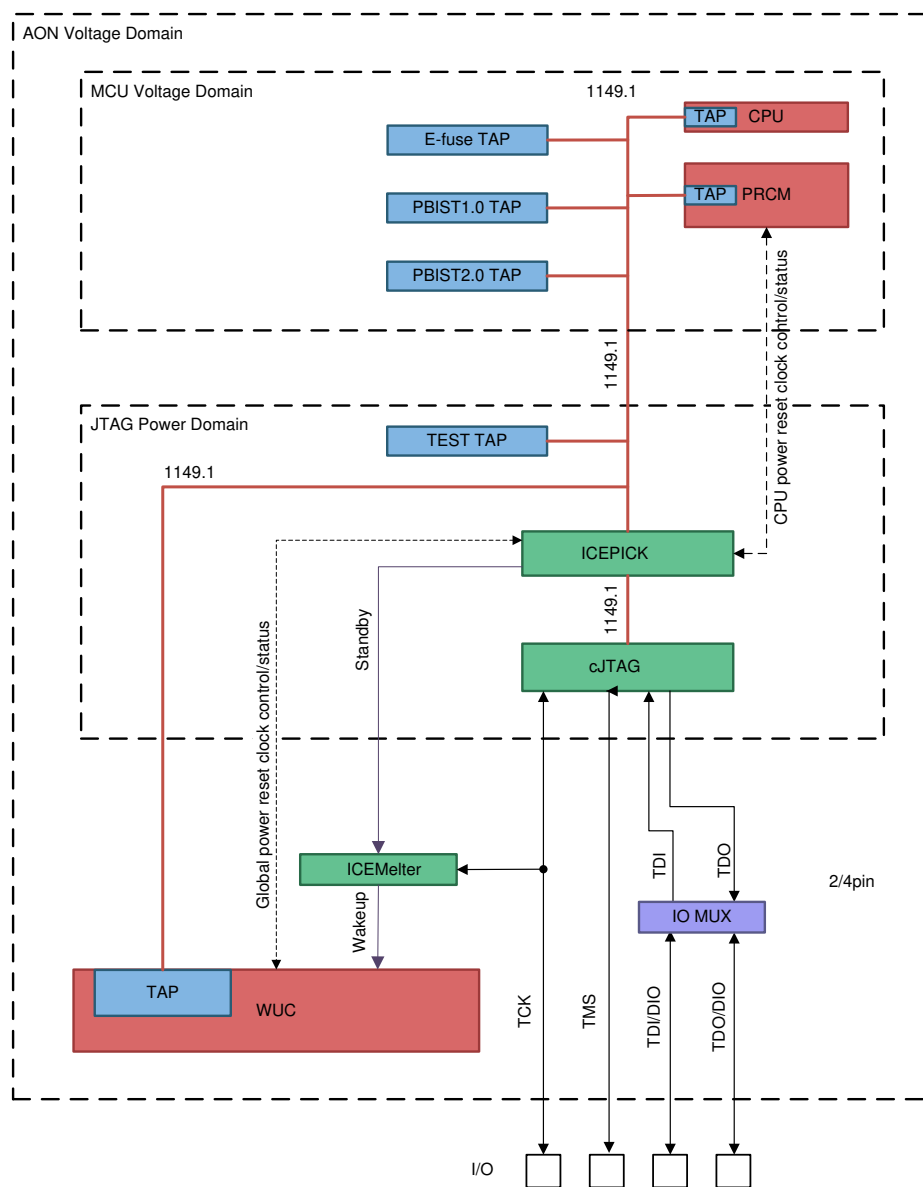 AON Voltage Domain
MCU Voltage Domain
1149.1
TAP
CPU
E-fuse TAP
TAP
PRCM
PBIST1.0 TAP
PBIST2.0 TAP
1149.1
CPU power reset clock control/status
JTAG Power Domain
TEST TAP
1149.1
ICEPICK
1149.1
Standby
Global power reset clock control/status
cJTAG
ICEMelter
TDI
TDO
2/4pin
IO MUX
Wakeup
TAP
WUC
TCK
TMS
TDI/DIO
TDO/DIO
I/O